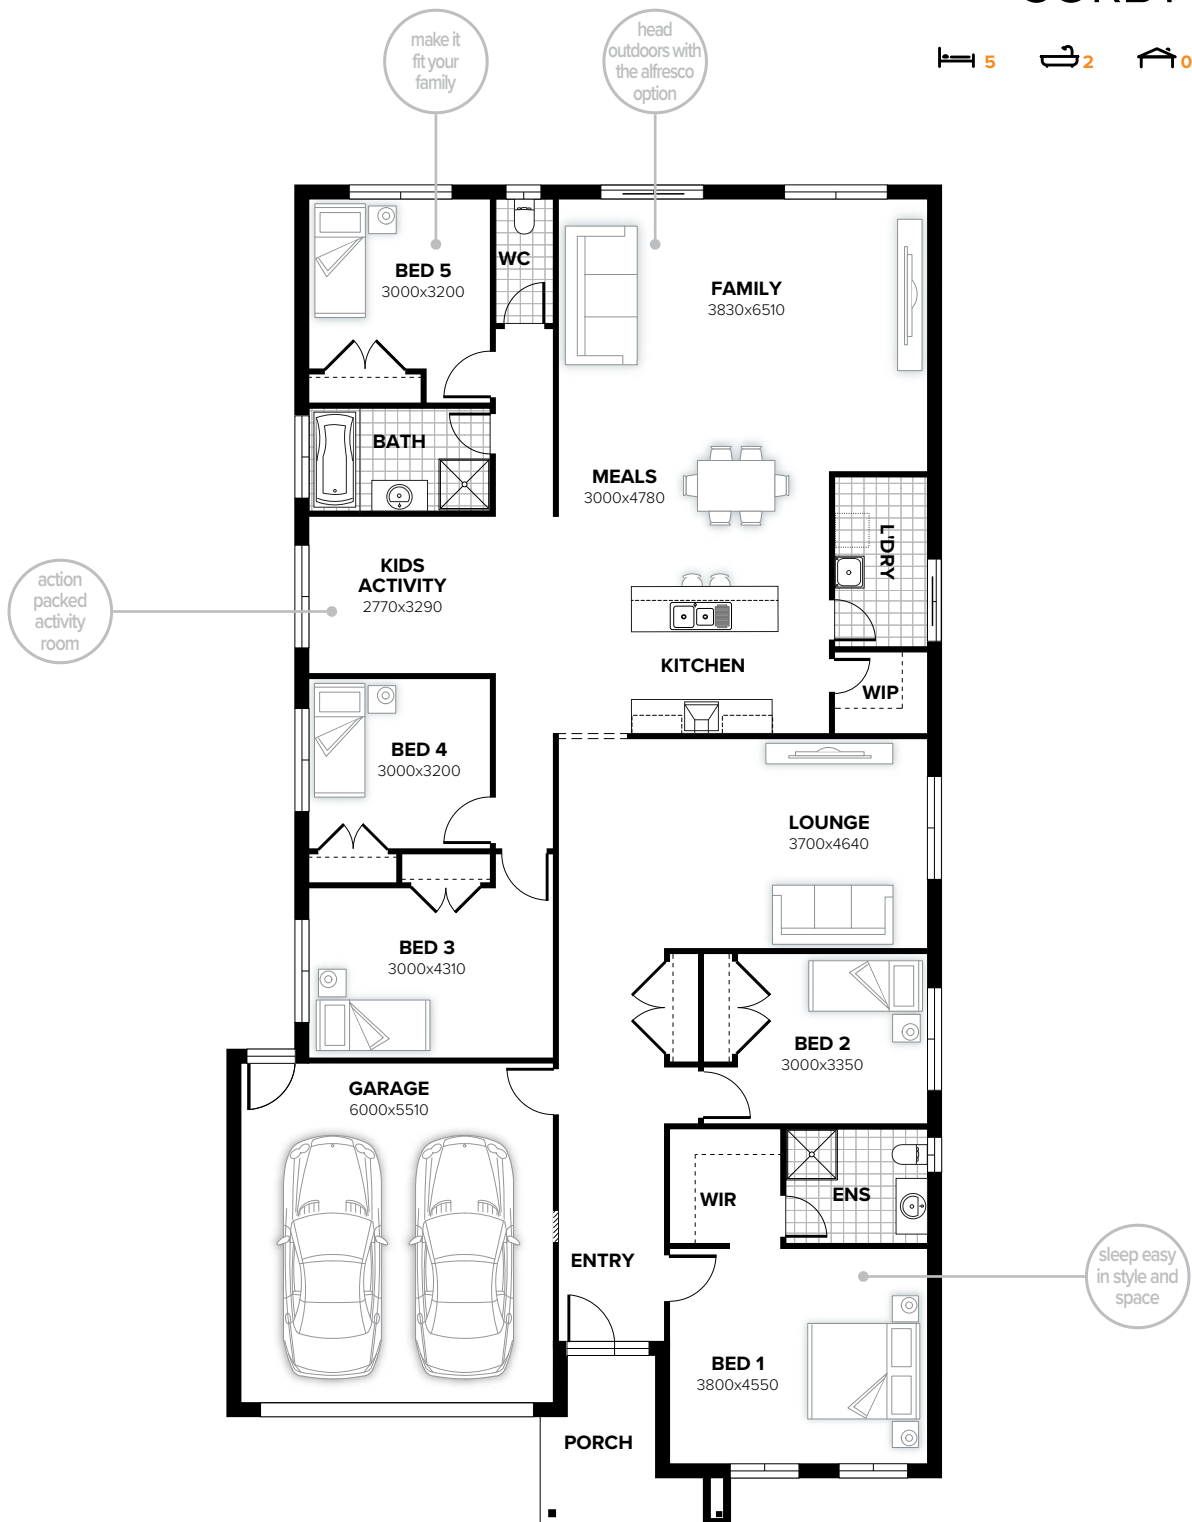 5
2
0
make it
fit your
family
head
outdoors with
the alfresco
option
BED 5
3000x3200
WC
FAMILY
3830x6510
BATH
MEALS
3000x4780
L'DRY
KIDS
ACTIVITY
2770x3290
action
packed
activity
room
KITCHEN
WIP
BED 4
3000x3200
LOUNGE
3700x4640
BED 3
3000x4310
BED 2
3000x3350
GARAGE
6000x5510
WIR
ENS
ENTRY
sleep easy
in style and
space
BED 1
3800x4550
PORCH